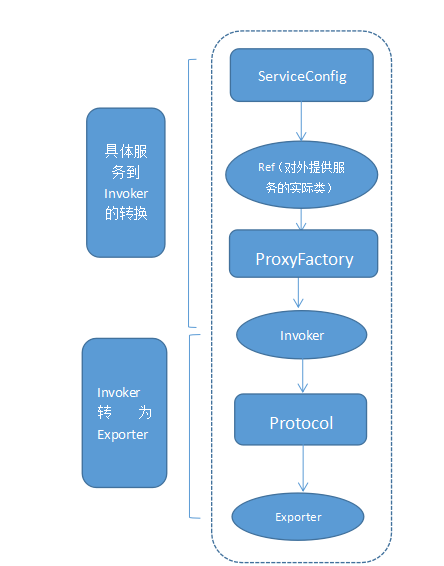 ServiceConfig
具体服
务到
Invoker
的转换
Ref（对外提供服
务的实际类）
ProxyFactory
Invoker
Invoker
转 为
Exporter
Protocol
Exporter